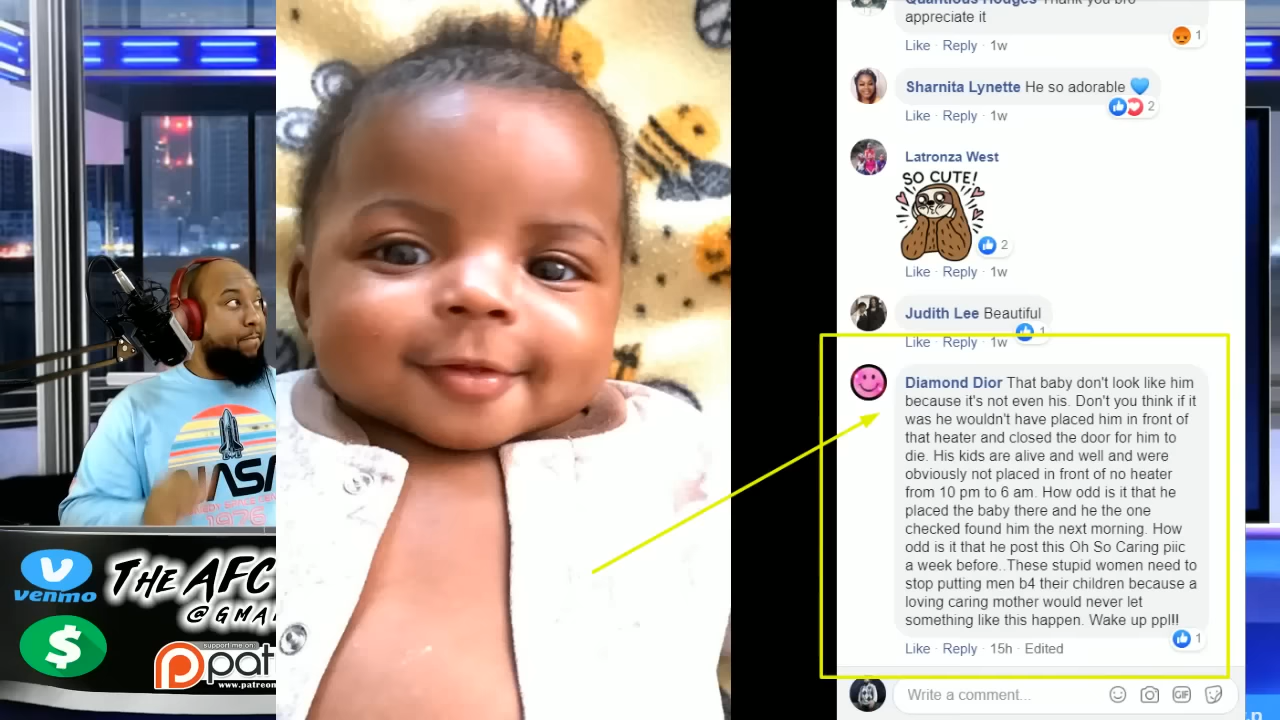 Quantious Hodges Thank you bro
appreciate it
Like · Reply · 1w
1
Sharnita Lynette He so adorable
2
Like · Reply · 1w
Latronza West
SO CUTE!
2
Like · Reply · 1w
Judith Lee Beautiful
1
Like · Reply · 1w
Diamond Dior That baby don't look like him
because it's not even his. Don't you think if it
was he wouldn't have placed him in front of
that heater and closed the door for him to
die. His kids are alive and well and were
obviously not placed in front of no heater
from 10 pm to 6 am. How odd is it that he
placed the baby there and he the one
checked found him the next morning. How
odd is it that he post this Oh So Caring piic
a week before..These stupid women need to
stop putting men b4 their children because a
loving caring mother would never let
something like this happen. Wake up ppl!!
1
Like · Reply · 15h · Edited
Write a comment...
GIF
NASA
1976
venmo
THE AFC
@GMAI
$
support me on
pat
www.patreon